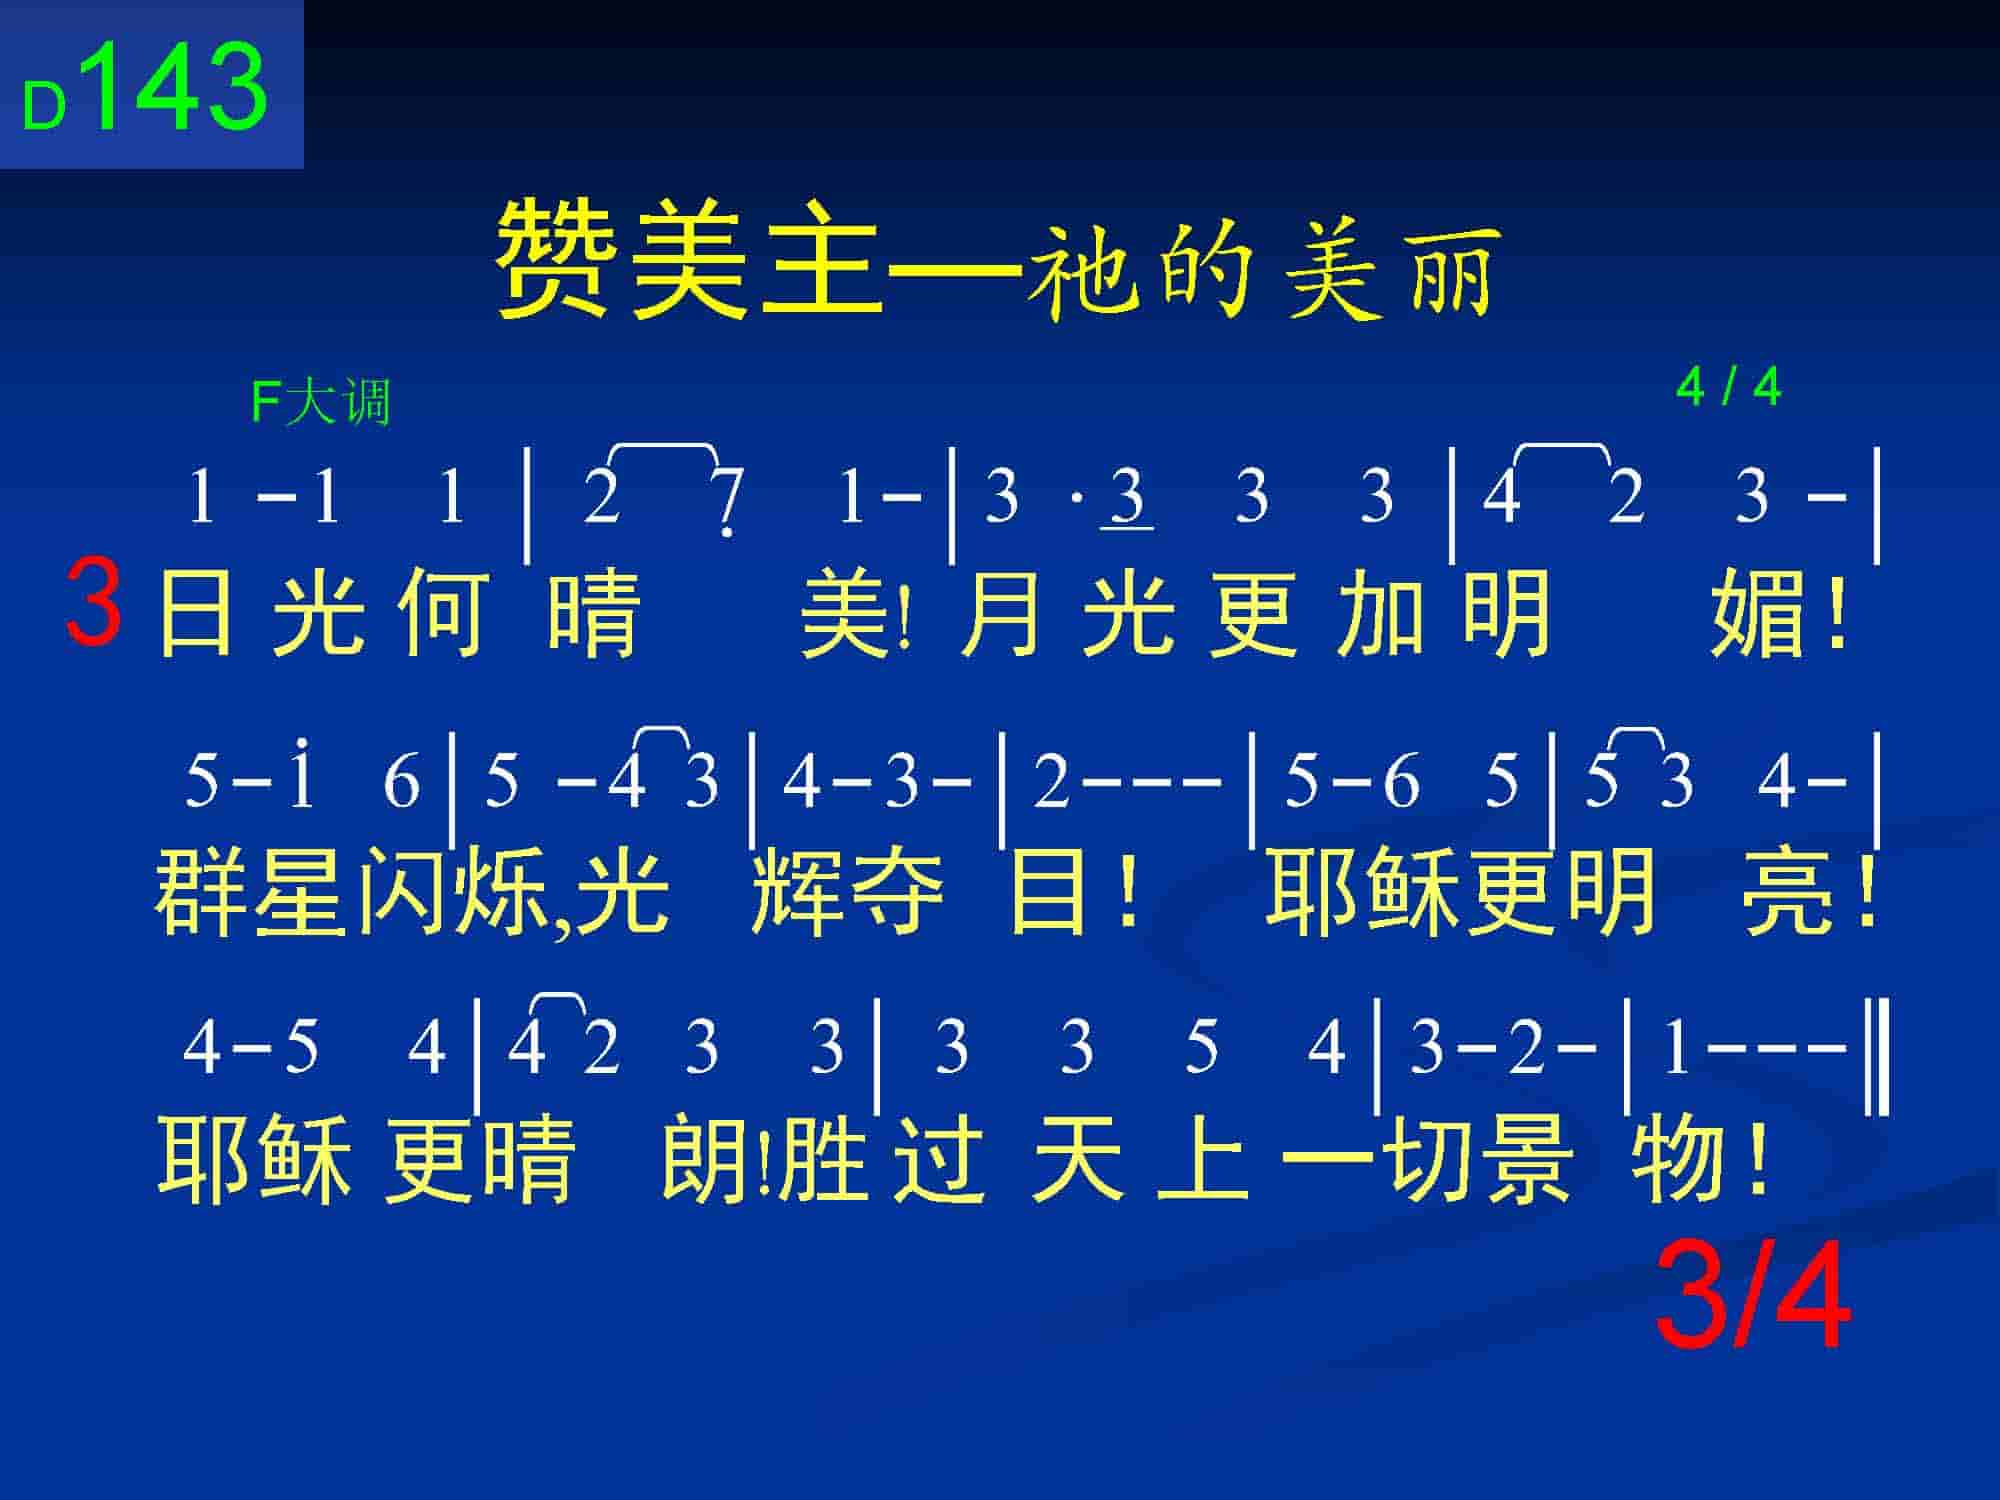 D143
赞美主—祂的美丽
F大调 4 / 4
1 -1 1 | 2 7̣ 1- | 3 · 3̲ 3 3 | 4 2 3 - |
3 日光何晴 美! 月光更加明 媚!
5-i 6 | 5 -4 3 | 4-3- | 2--- | 5-6 5 | 5 3 4- |
群星闪烁,光 辉夺 目! 耶稣更明 亮!
4-5 4 | 4 2 3 3 | 3 3 5 4 | 3-2- | 1--- ‖
耶稣更晴 朗!胜过 天上一切景 物!
3/4